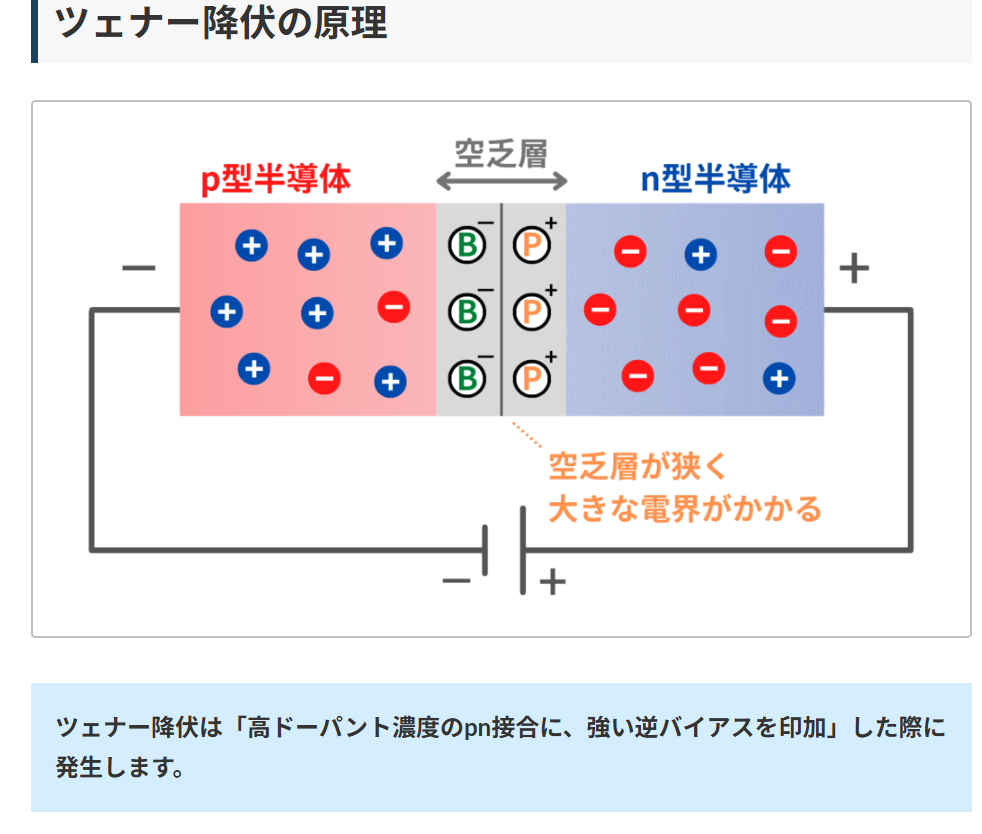 ツェナー降伏の原理
空乏層
p型半導体
n型半導体
+ + +
+ + −
+ − +
B− P+
B− P+
B− P+
− + −
− − −
− − +
−
+
空乏層が狭く
大きな電界がかかる
− +
ツェナー降伏は「高ドーパント濃度のpn接合に、強い逆バイアスを印加」した際に
発生します。